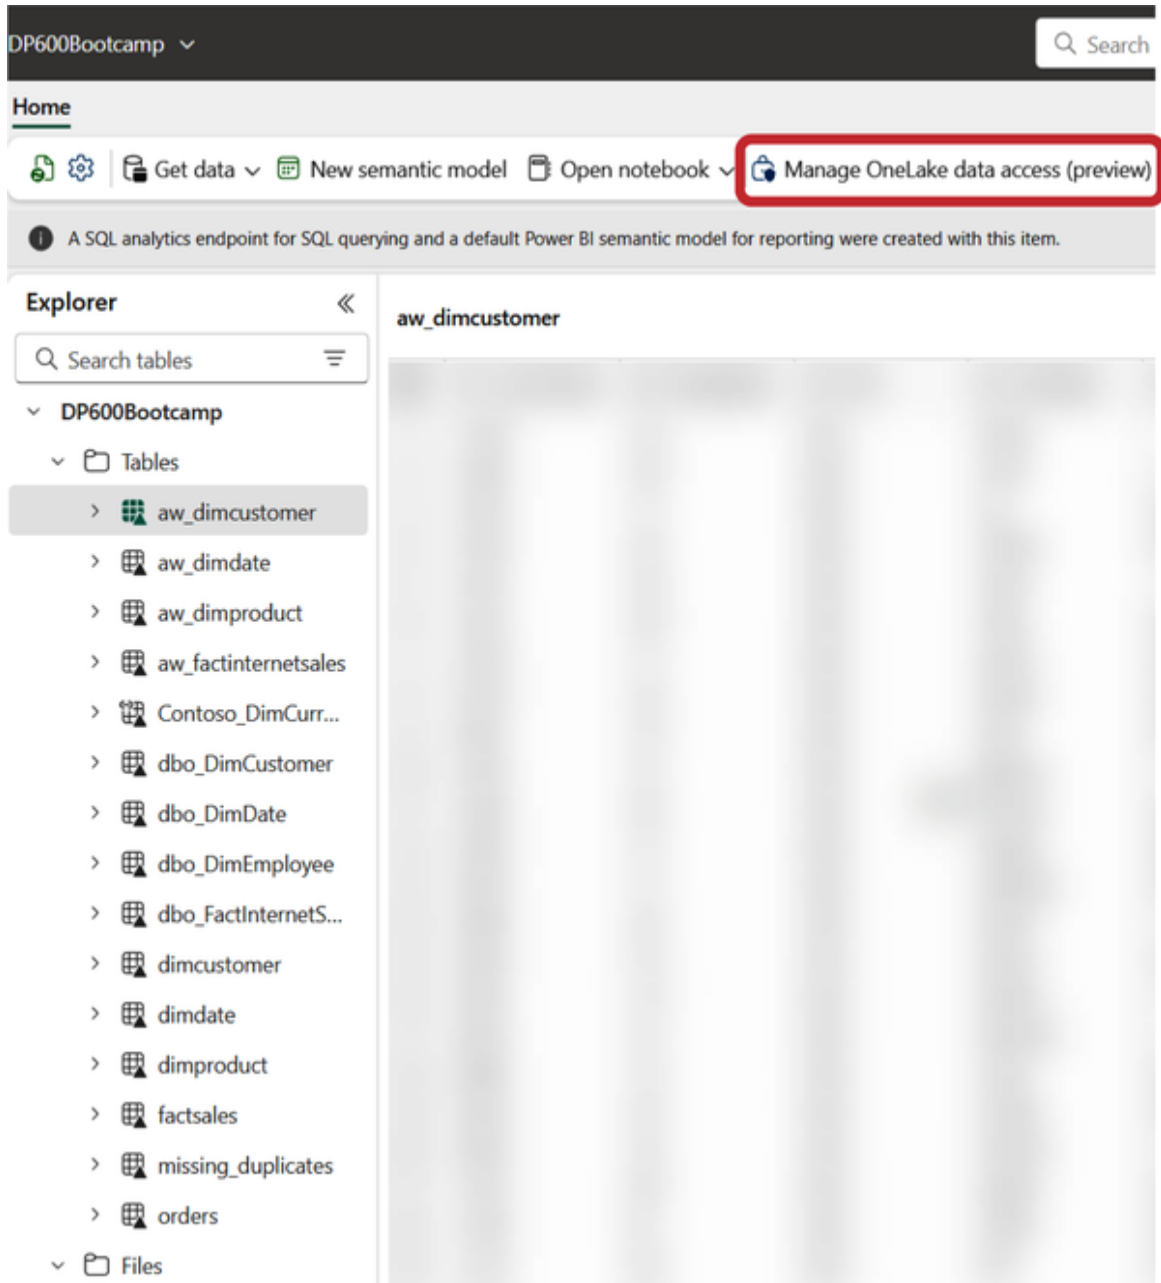 DP600Bootcamp
Search
Home
Get data
New semantic model
Open notebook
Manage OneLake data access (preview)
A SQL analytics endpoint for SQL querying and a default Power BI semantic model for reporting were created with this item.
Explorer
aw_dimcustomer
Search tables
DP600Bootcamp
Tables
aw_dimcustomer
aw_dimdate
aw_dimproduct
aw_factinternetsales
Contoso_DimCurr...
dbo_DimCustomer
dbo_DimDate
dbo_DimEmployee
dbo_FactInternetS...
dimcustomer
dimdate
dimproduct
factsales
missing_duplicates
orders
Files